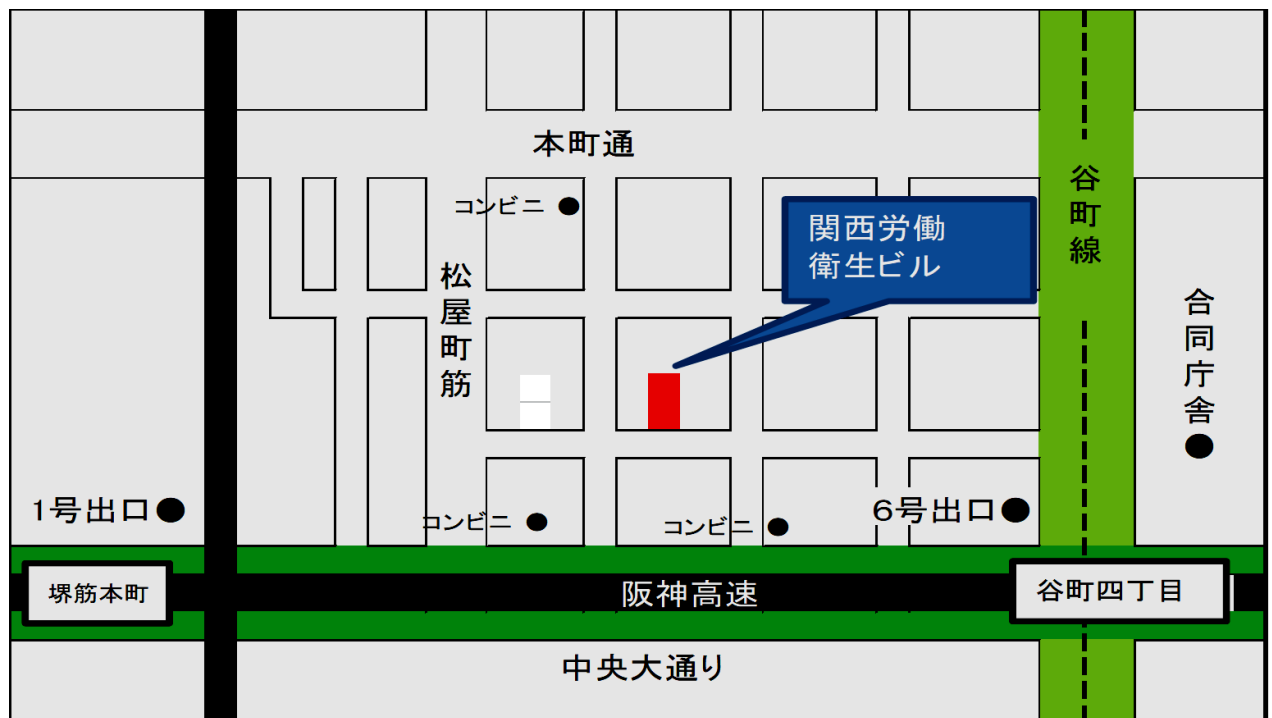 本町通
谷町線
コンビニ
関西労働
衛生ビル
松屋町筋
合同庁舎
1号出口
コンビニ
コンビニ
6号出口
堺筋本町
阪神高速
谷町四丁目
中央大通り